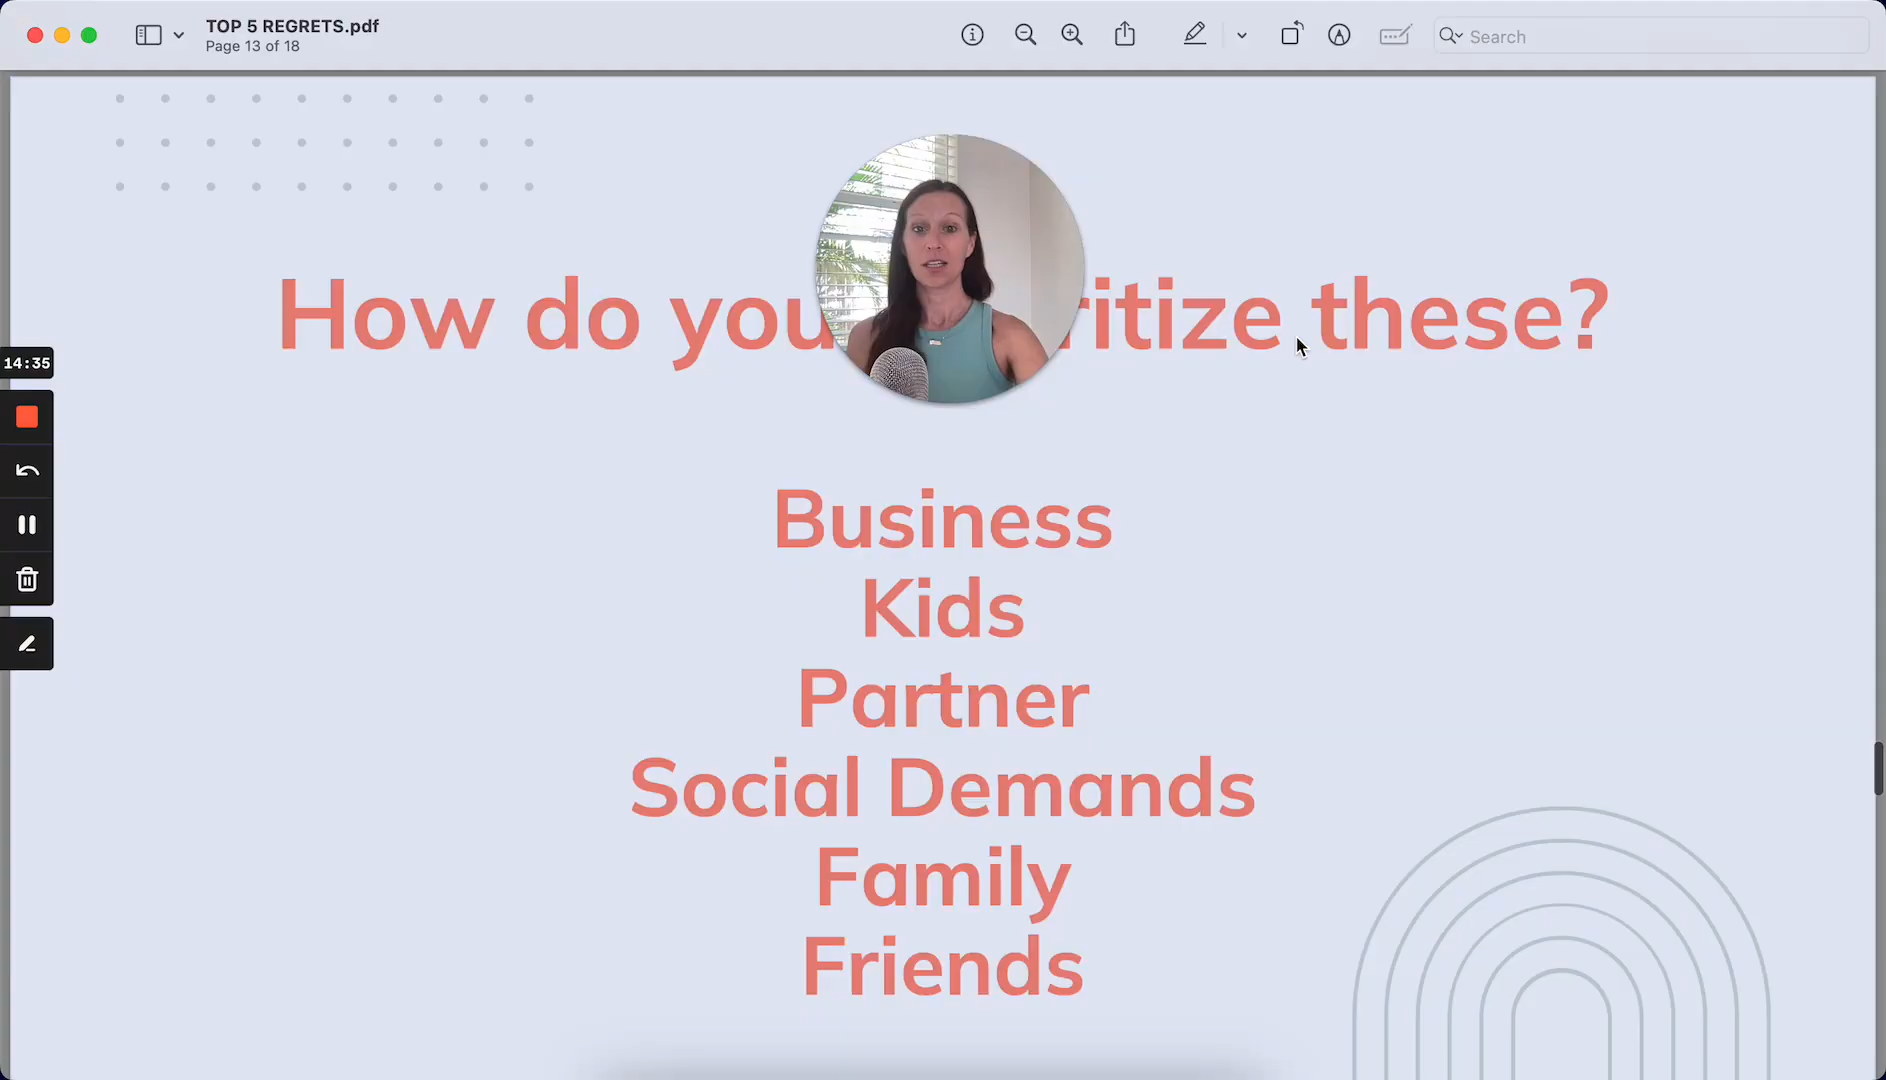 TOP 5 REGRETS.pdf
Page 13 of 18
Search
How do you ritize these?
14:35
Business
Kids
Partner
Social Demands
Family
Friends